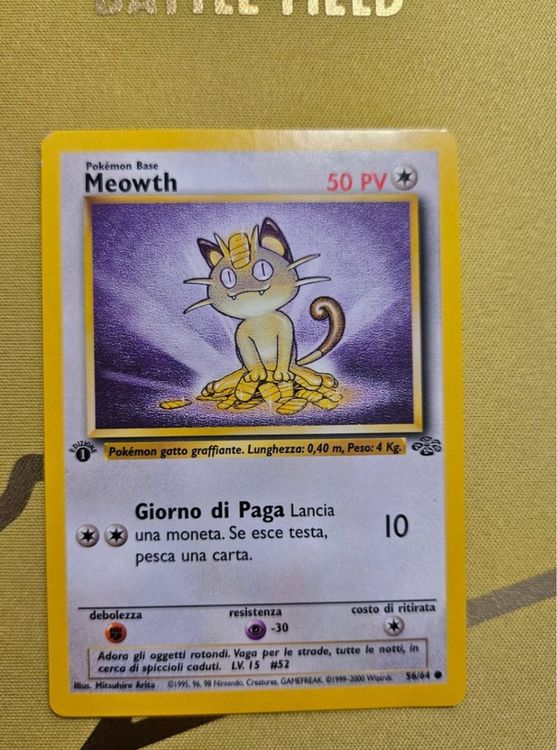 BATTLE FIELD
Pokémon Base
Meowth
50 PV
EDIZIONE
1
Pokémon gatto graffiante. Lunghezza: 0,40 m, Peso: 4 Kg.
Giorno di Paga Lancia
una moneta. Se esce testa,
pesca una carta.
10
debolezza
resistenza
costo di ritirata
-30
Adora gli oggetti rotondi. Vaga per le strade, tutte le notti, in
cerca di spiccioli caduti. LV. 15 #52
Illus. Mitsuhiro Arita
©1995, 96, 98 Nintendo, Creatures, GAMEFREAK. ©1999-2000 Wizards.
56/64